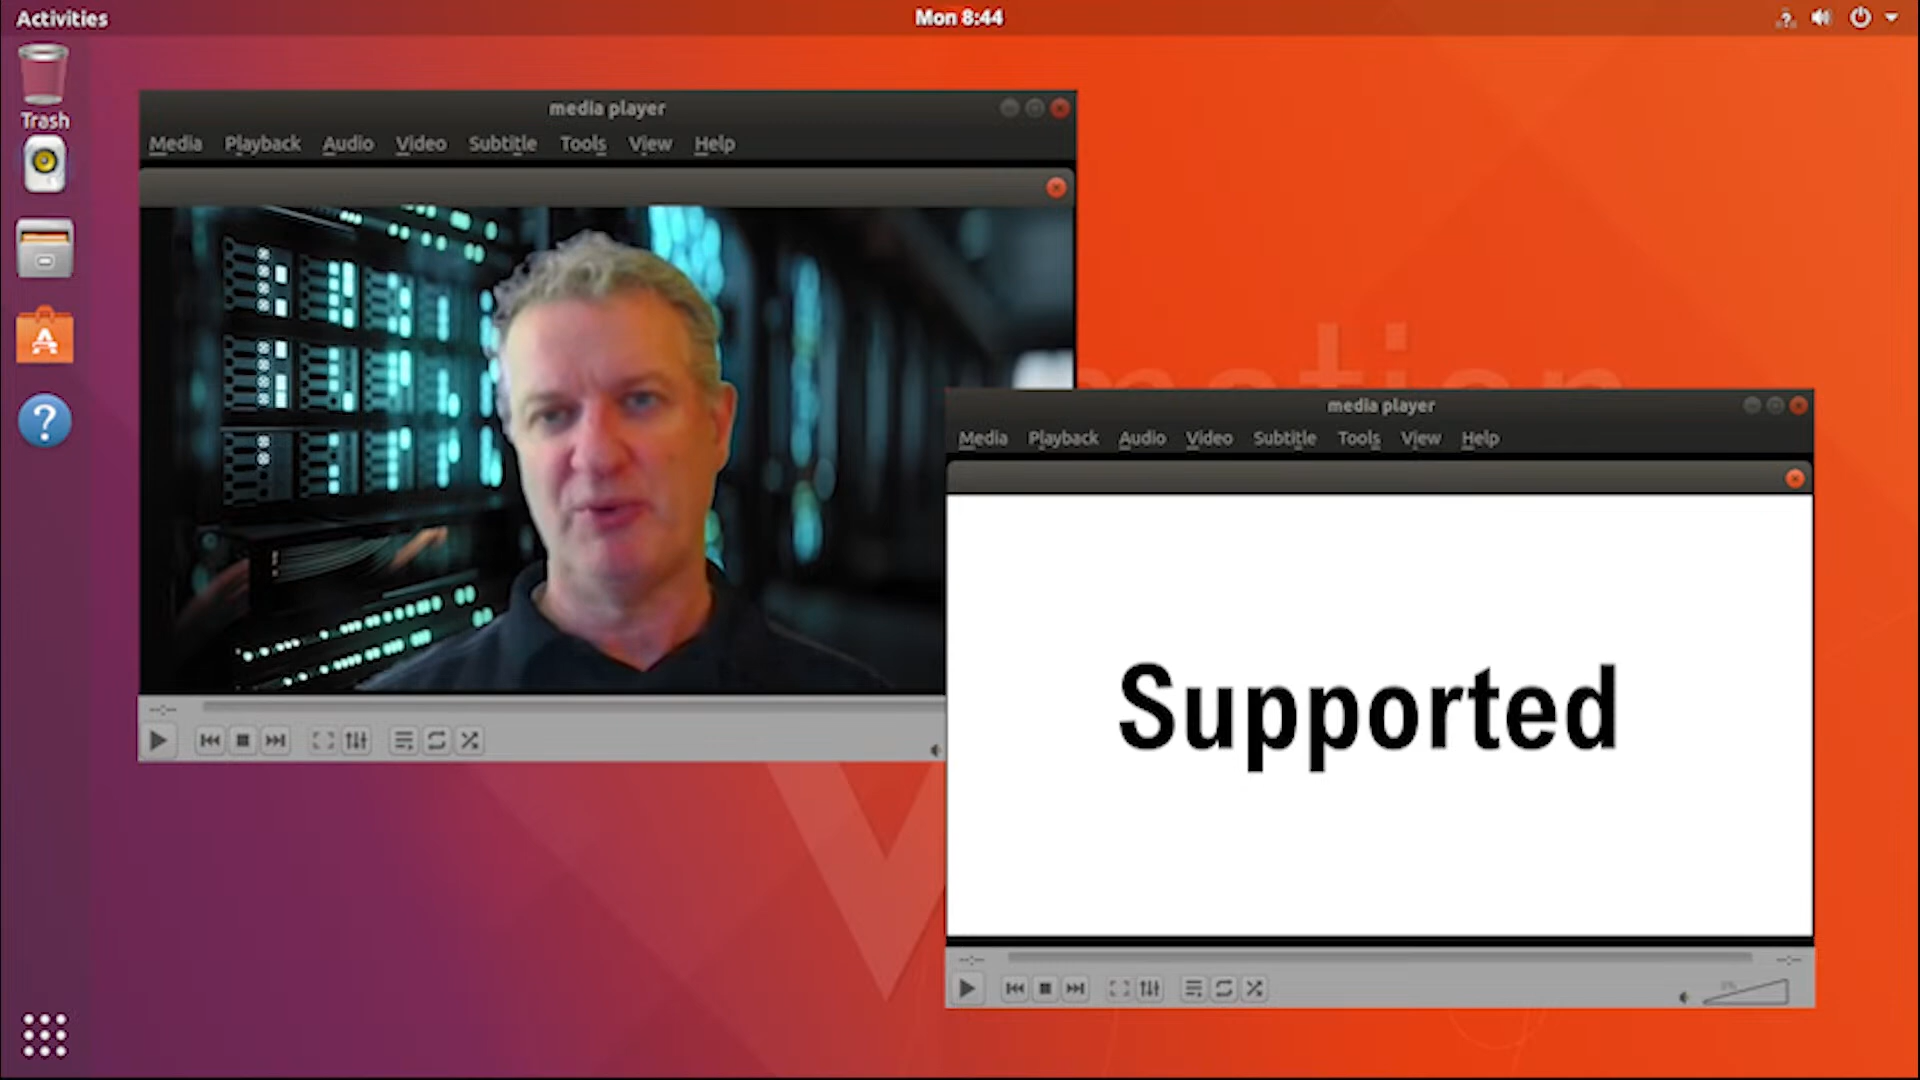 Activities
Mon 8:44
Trash
media player
Media Playback Audio Video Subtitle Tools View Help
media player
Media Playback Audio Video Subtitle Tools View Help
Supported